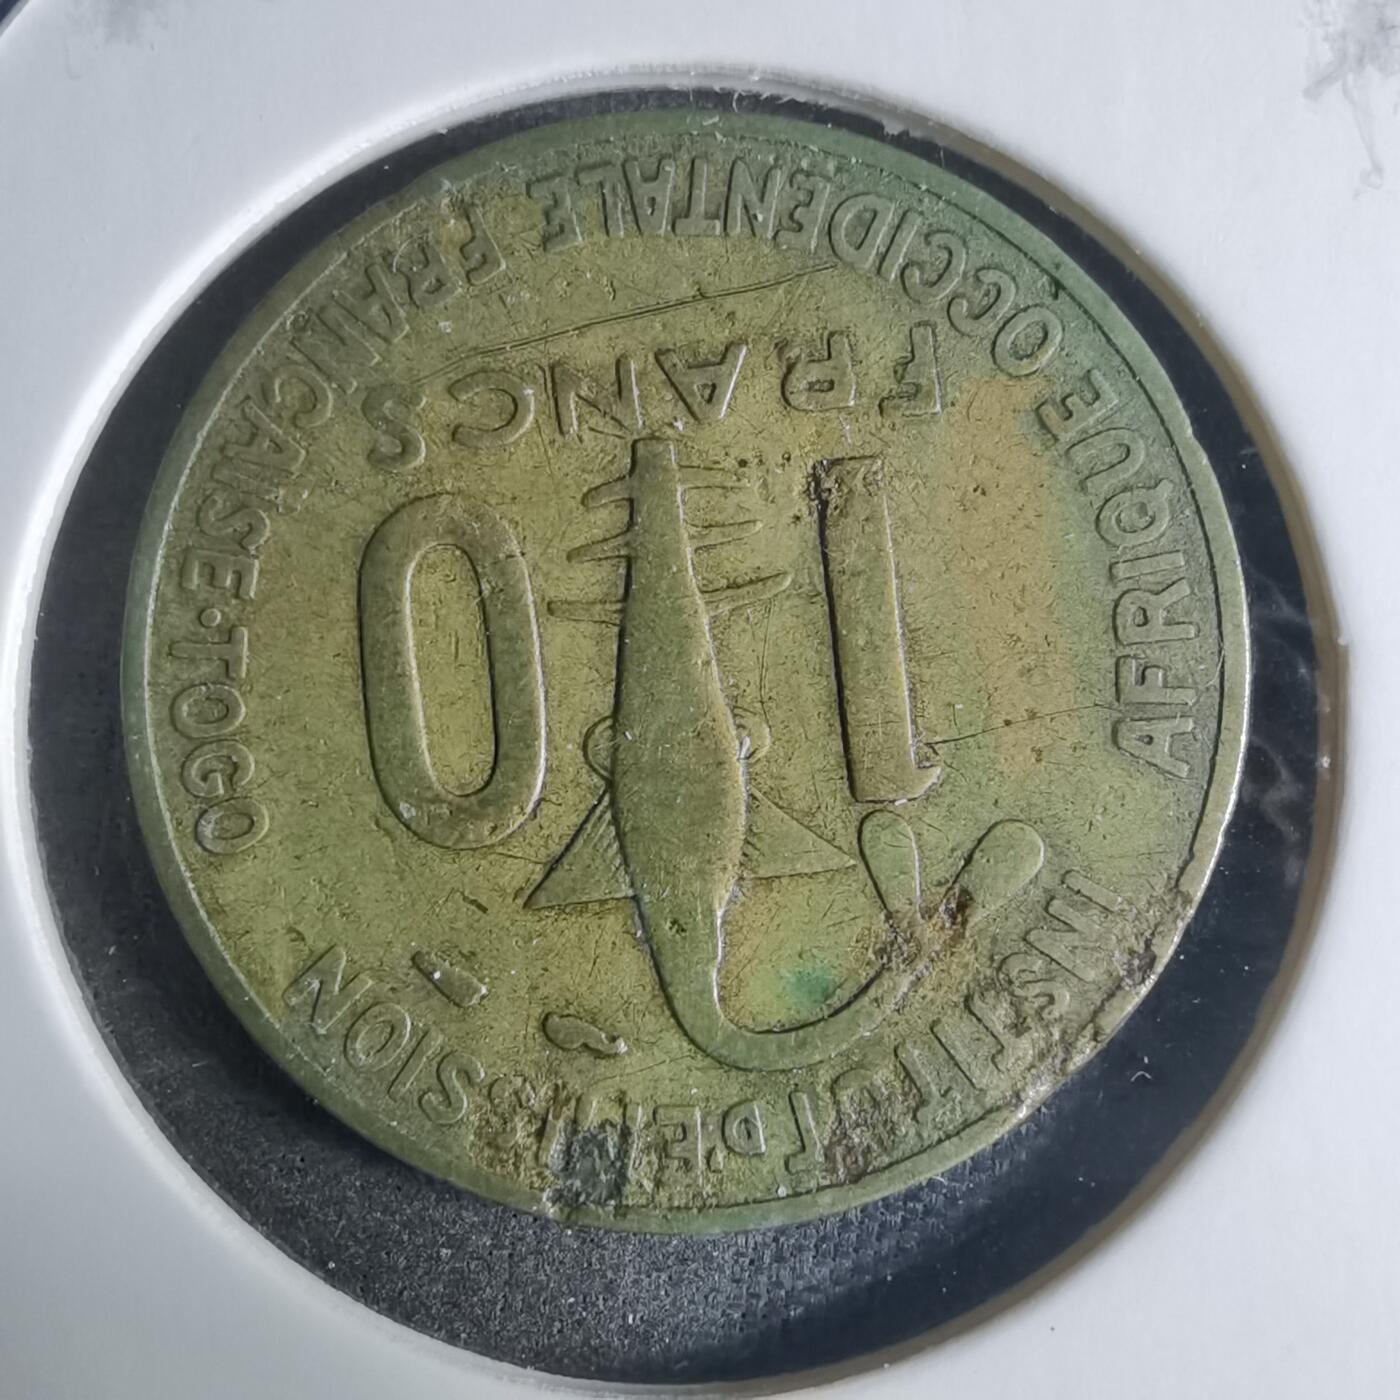 AFRIQUE OCCIDENTALE FRANÇAISE·TOGO
FRANCS
10
INSTITUT D'EMISSION